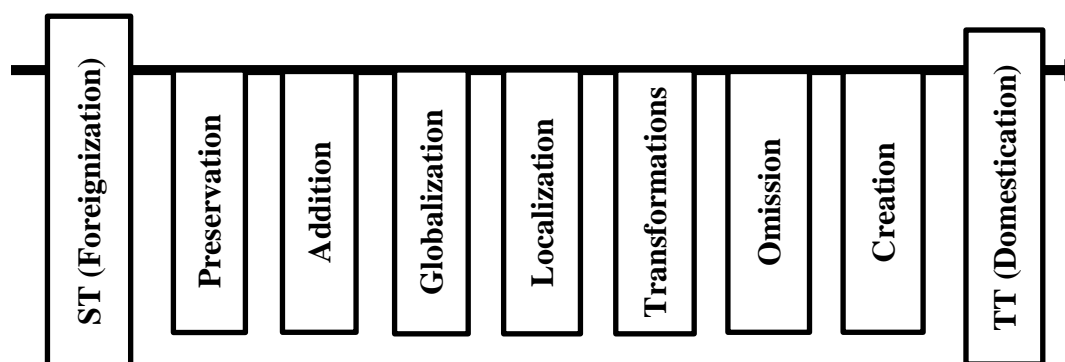 ST (Foreignization)
Preservation
Addition
Globalization
Localization
Transformations
Omission
Creation
TT (Domestication)